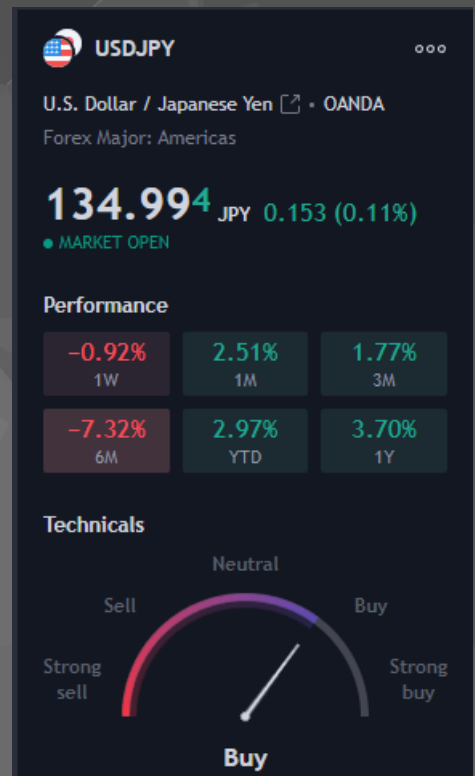 USDJPY
U.S. Dollar / Japanese Yen • OANDA
Forex Major: Americas
134.994 JPY 0.153 (0.11%)
• MARKET OPEN
Performance
−0.92% 2.51% 1.77%
1W 1M 3M
−7.32% 2.97% 3.70%
6M YTD 1Y
Technicals
Neutral
Sell Buy
Strong sell Strong buy
Buy